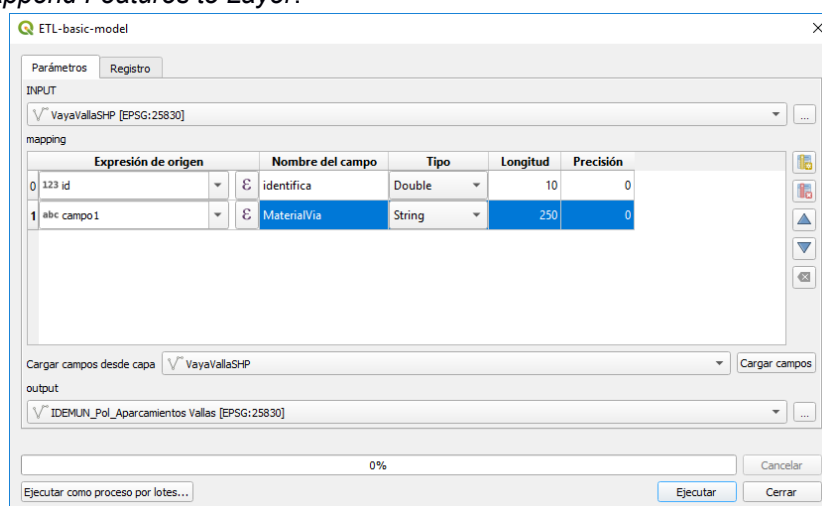 ppend Features to Layer.
ETL-basic-model
Parámetros Registro
INPUT
VayaVallaSHP [EPSG:25830]
...
mapping
Expresión de origen Nombre del campo Tipo Longitud Precisión
0 123 id ε identifica Double 10 0
1 abc campo1 ε MaterialVia String 250 0
Cargar campos desde capa VayaVallaSHP Cargar campos
output
IDEMUN_Pol_Aparcamientos Vallas [EPSG:25830]
...
0% Cancelar
Ejecutar como proceso por lotes... Ejecutar Cerrar